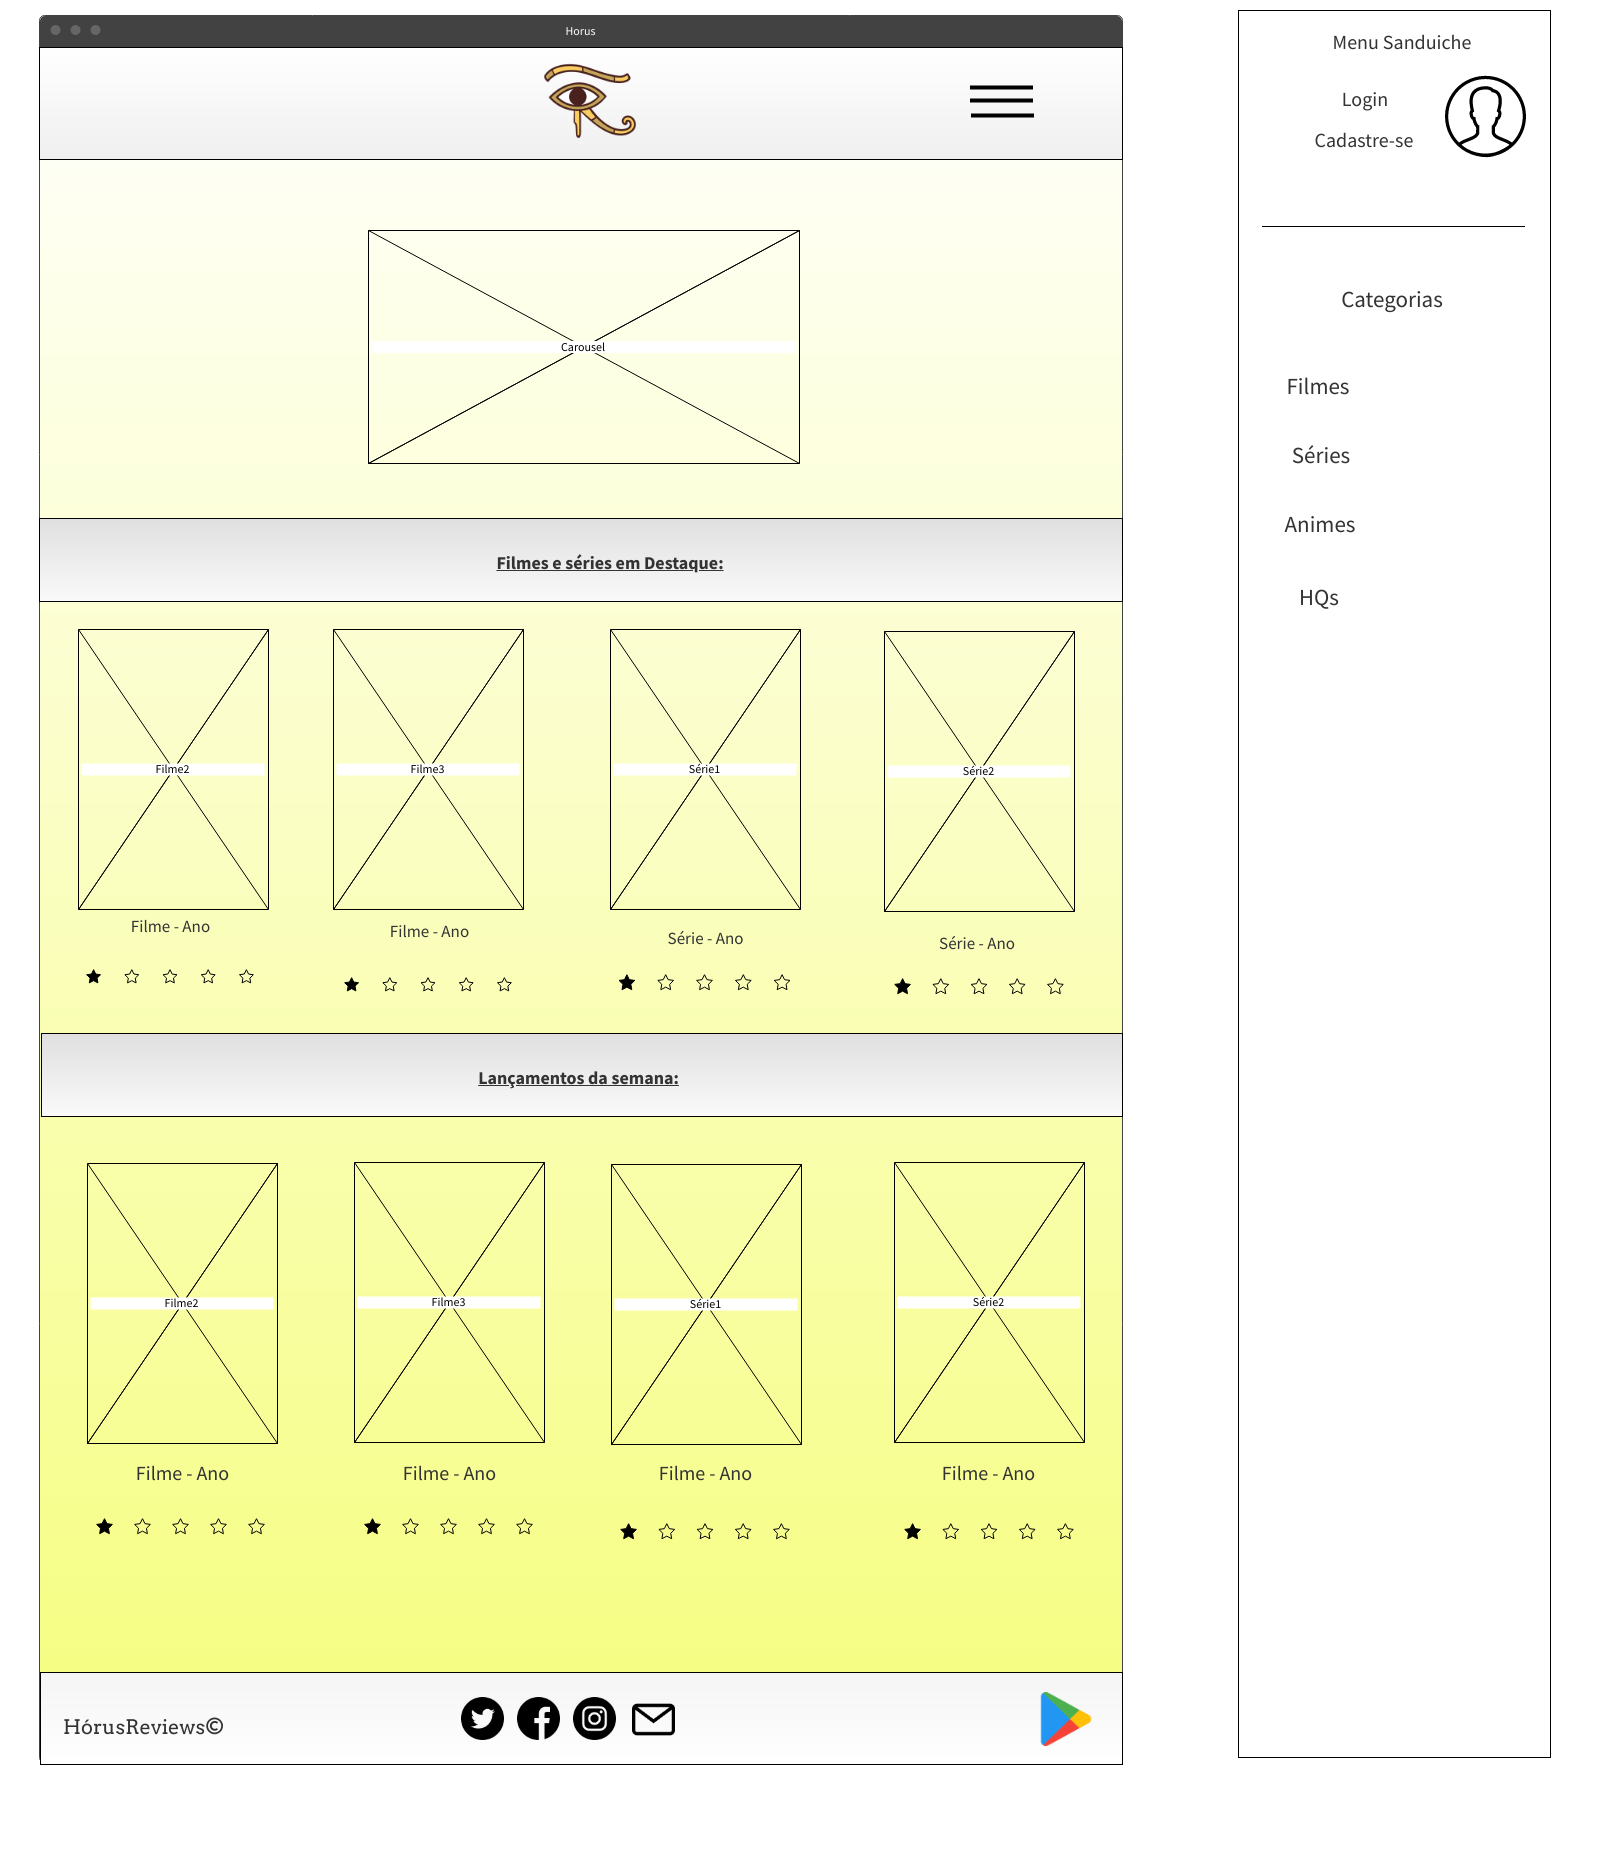 Horus
Carousel
Filmes e séries em Destaque:
Filme2
Filme3
Série1
Série2
Filme - Ano
Filme - Ano
Série - Ano
Série - Ano
Lançamentos da semana:
Filme2
Filme3
Série1
Série2
Filme - Ano
Filme - Ano
Filme - Ano
Filme - Ano
HórusReviews©
Menu Sanduiche
Login
Cadastre-se
Categorias
Filmes
Séries
Animes
HQs